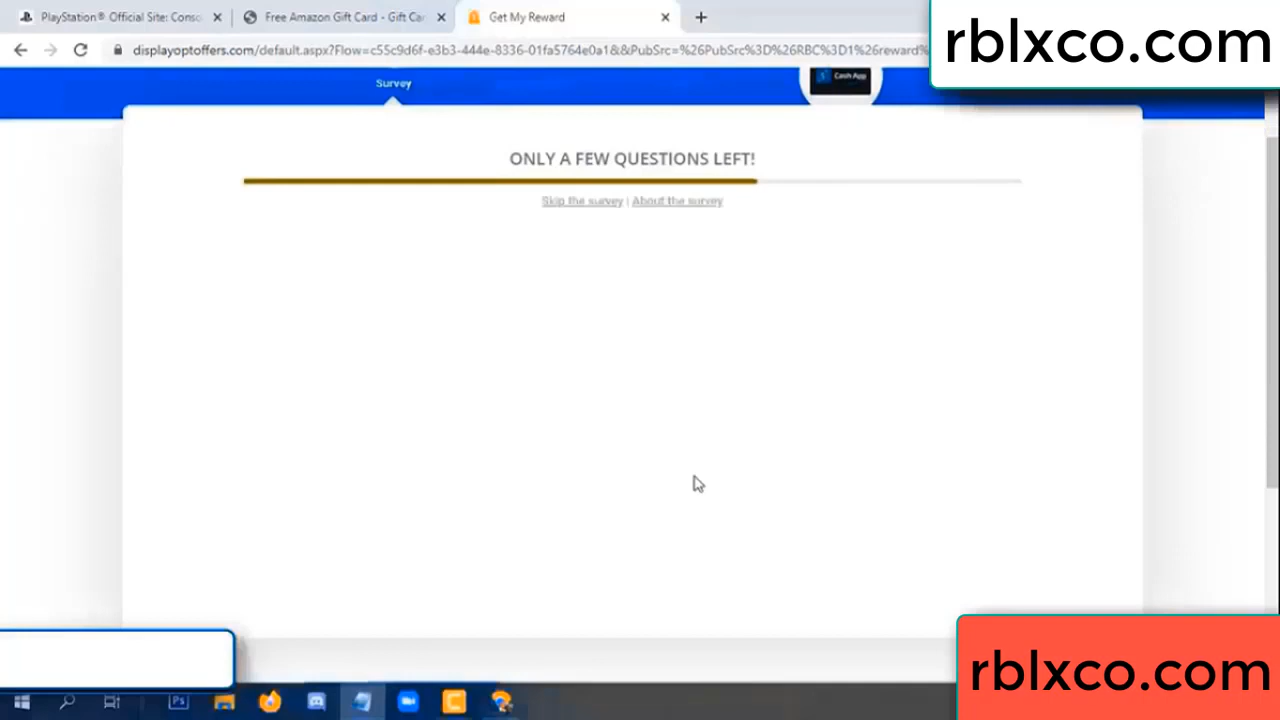 PlayStation® Official Site: Conso
Free Amazon Gift Card - Gift Car
Get My Reward
rblxco.com
displayoptoffers.com/default.aspx?Flow=c55c9d6f-e3b3-444e-8336-01fa5764e0a1&&PubSrc=%26PubSrc%3D%26RBC%3D1%26reward%
Survey
Cash App
ONLY A FEW QUESTIONS LEFT!
Skip the survey | About the survey
rblxco.com
Ps